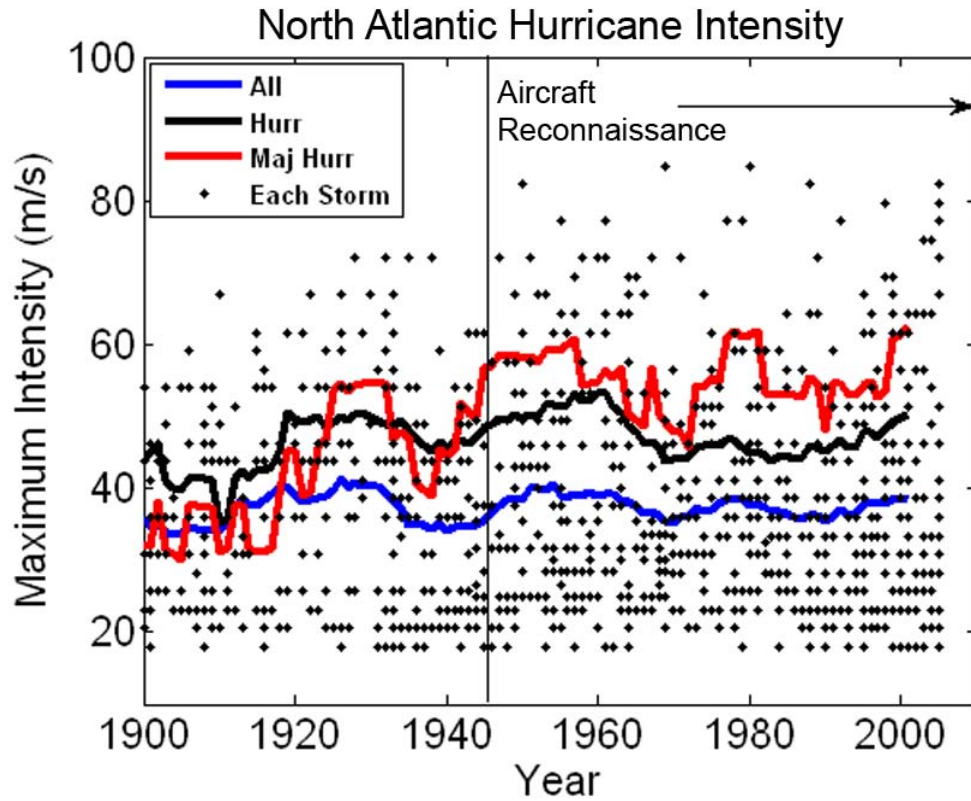 North Atlantic Hurricane Intensity
100
80
60
40
20
All
Hurr
Maj Hurr
Each Storm
Aircraft
Reconnaissance
Maximum Intensity (m/s)
1900 1920 1940 1960 1980 2000
Year